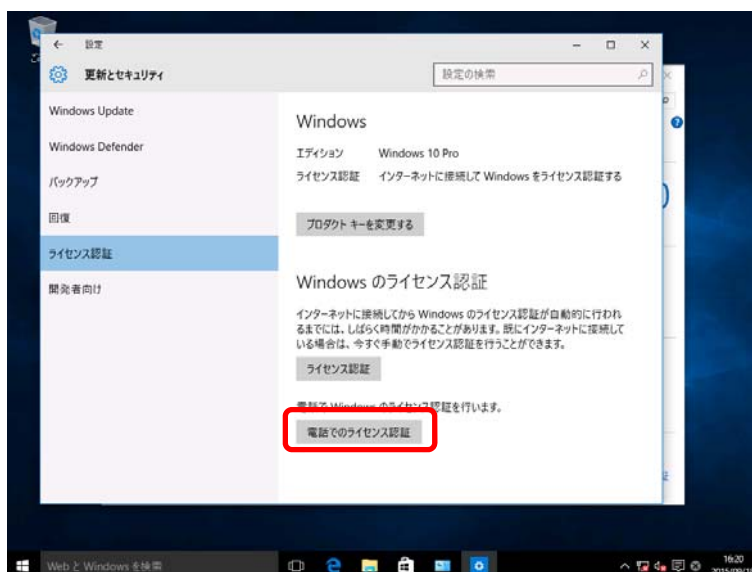 設定
更新とセキュリティ
設定の検索
Windows Update
Windows Defender
バックアップ
回復
ライセンス認証
開発者向け
Windows
エディション Windows 10 Pro
ライセンス認証 インターネットに接続して Windows をライセンス認証する
プロダクト キーを変更する
Windows のライセンス認証
インターネットに接続してから Windows のライセンス認証が自動的に行われ
るまでには、しばらく時間がかかることがあります。既にインターネットに接続して
いる場合は、今すぐ手動でライセンス認証を行うことができます。
ライセンス認証
電話で Windows のライセンス認証を行います。
電話でのライセンス認証
Web と Windows を検索
16:20